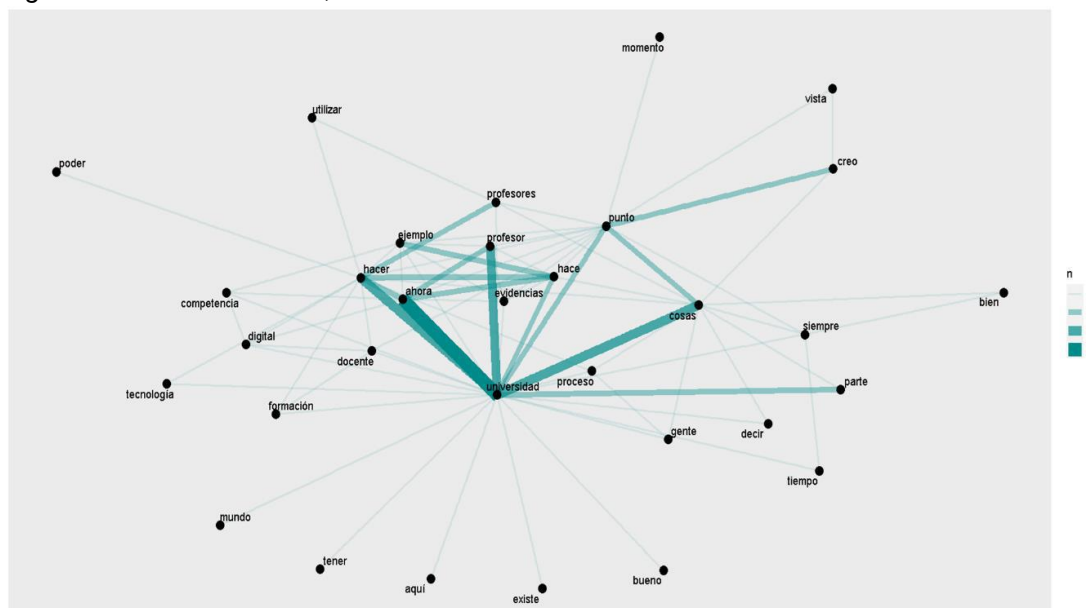 momento
vista
utilizar
creo
poder
profesores
punto
ejemplo
profesor
hacer
hace
n
ahora
evidencias
competencia
bien
cosas
siempre
digital
docente
proceso
parte
universidad
tecnología
formación
gente
decir
tiempo
mundo
tener
aquí
existe
bueno